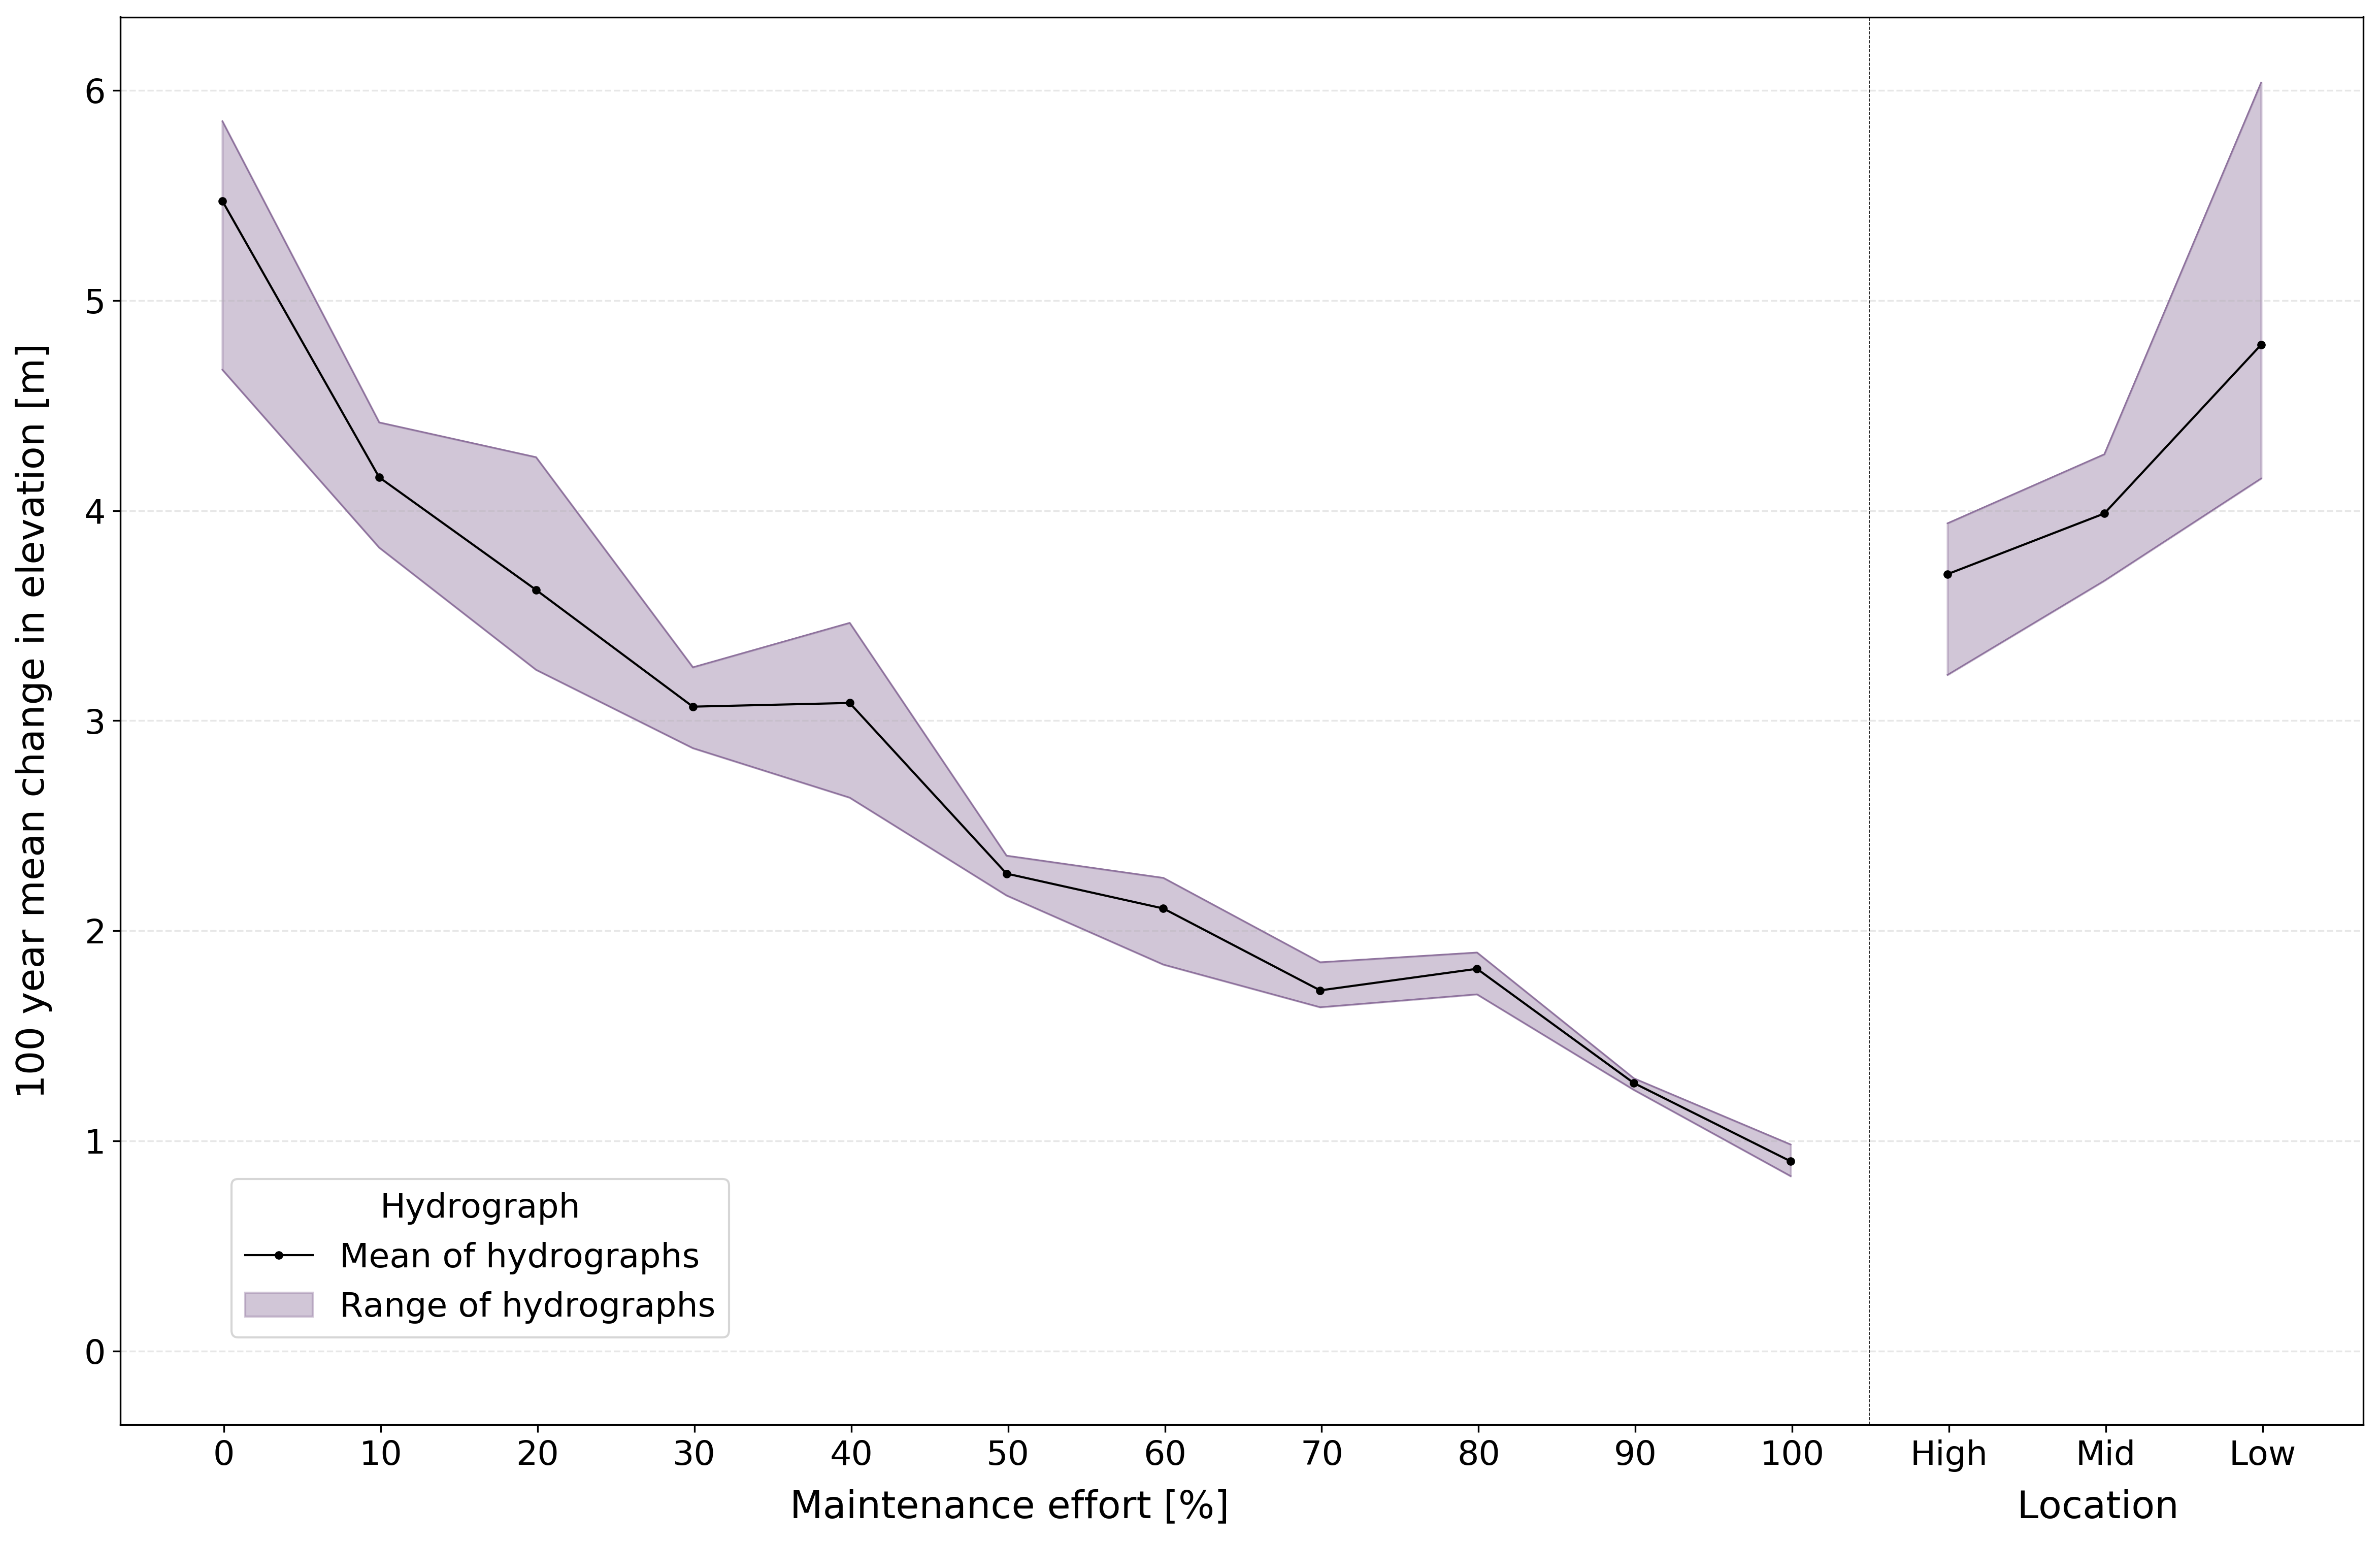 100 year mean change in elevation [m]
6
5
4
3
2
1
0
Hydrograph
Mean of hydrographs
Range of hydrographs
0 10 20 30 40 50 60 70 80 90 100 High Mid Low
Maintenance effort [%] Location